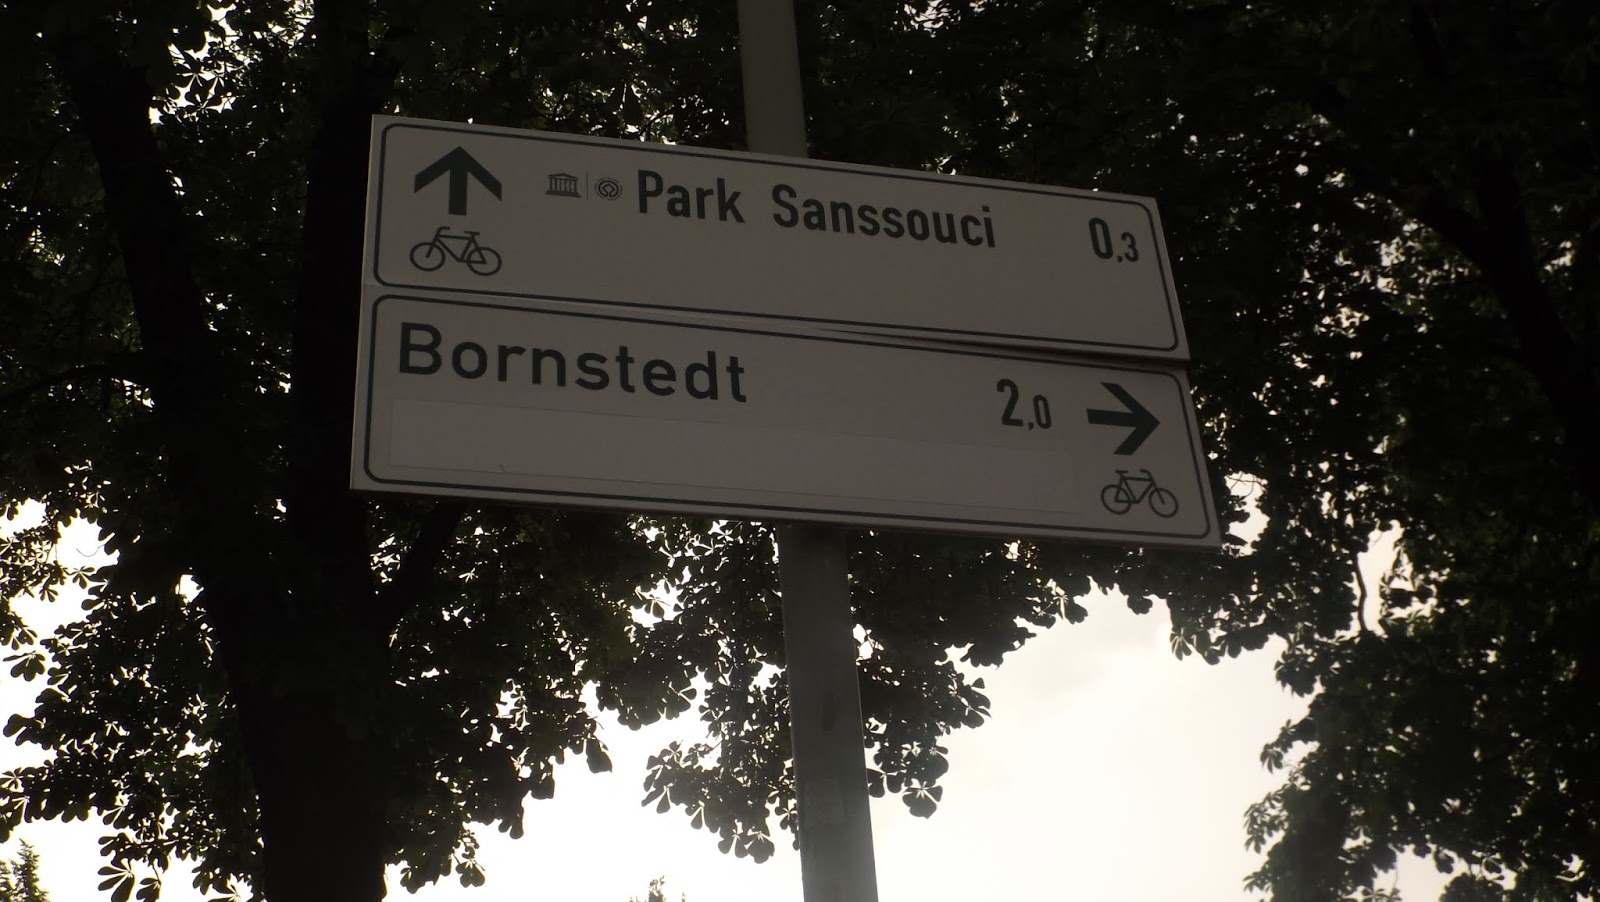 Park Sanssouci 0,3
Bornstedt 2,0